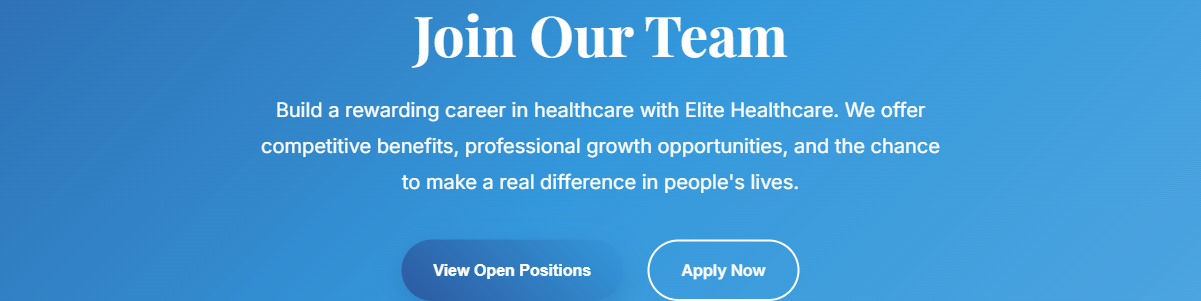 Join Our Team
Build a rewarding career in healthcare with Elite Healthcare. We offer
competitive benefits, professional growth opportunities, and the chance
to make a real difference in people's lives.
View Open Positions
Apply Now